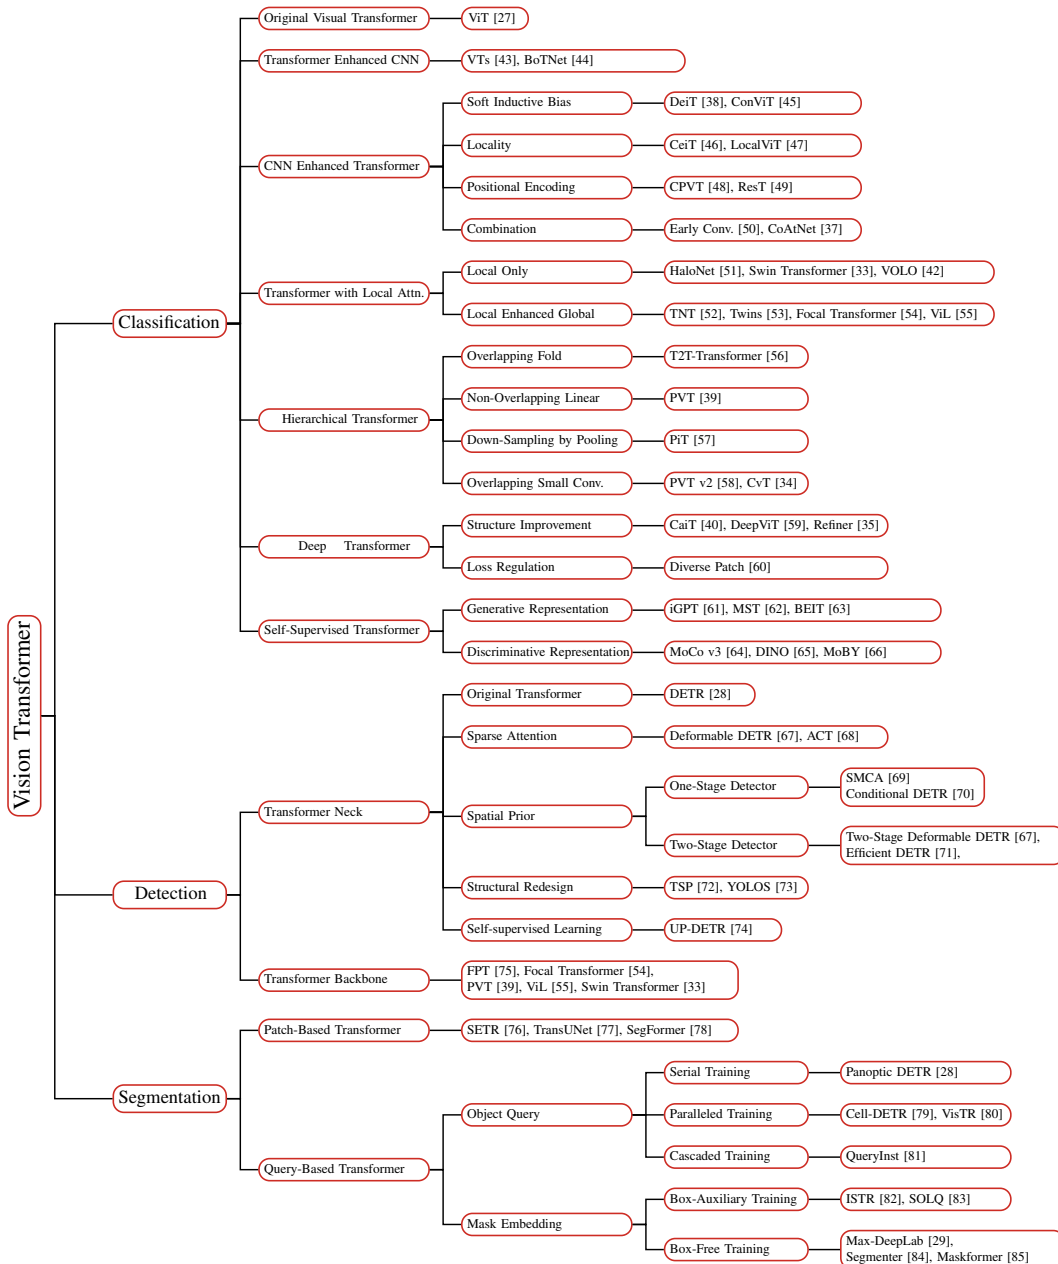 Vision Transformer
Classification
Original Visual Transformer
ViT [27]
Transformer Enhanced CNN
VTs [43], BoTNet [44]
CNN Enhanced Transformer
Soft Inductive Bias
DeiT [38], ConViT [45]
Locality
CeiT [46], LocalViT [47]
Positional Encoding
CPVT [48], ResT [49]
Combination
Early Conv. [50], CoAtNet [37]
Transformer with Local Attn.
Local Only
HaloNet [51], Swin Transformer [33], VOLO [42]
Local Enhanced Global
TNT [52], Twins [53], Focal Transformer [54], ViL [55]
Hierarchical Transformer
Overlapping Fold
T2T-Transformer [56]
Non-Overlapping Linear
PVT [39]
Down-Sampling by Pooling
PiT [57]
Overlapping Small Conv.
PVT v2 [58], CvT [34]
Deep Transformer
Structure Improvement
CaiT [40], DeepViT [59], Refiner [35]
Loss Regulation
Diverse Patch [60]
Self-Supervised Transformer
Generative Representation
iGPT [61], MST [62], BEIT [63]
Discriminative Representation
MoCo v3 [64], DINO [65], MoBY [66]
Detection
Transformer Neck
Original Transformer
DETR [28]
Sparse Attention
Deformable DETR [67], ACT [68]
Spatial Prior
One-Stage Detector
SMCA [69]
Conditional DETR [70]
Two-Stage Detector
Two-Stage Deformable DETR [67],
Efficient DETR [71],
Structural Redesign
TSP [72], YOLOS [73]
Self-supervised Learning
UP-DETR [74]
Transformer Backbone
FPT [75], Focal Transformer [54],
PVT [39], ViL [55], Swin Transformer [33]
Segmentation
Patch-Based Transformer
SETR [76], TransUNet [77], SegFormer [78]
Query-Based Transformer
Object Query
Serial Training
Panoptic DETR [28]
Paralleled Training
Cell-DETR [79], VisTR [80]
Cascaded Training
QueryInst [81]
Mask Embedding
Box-Auxiliary Training
ISTR [82], SOLQ [83]
Box-Free Training
Max-DeepLab [29],
Segmenter [84], Maskformer [85]